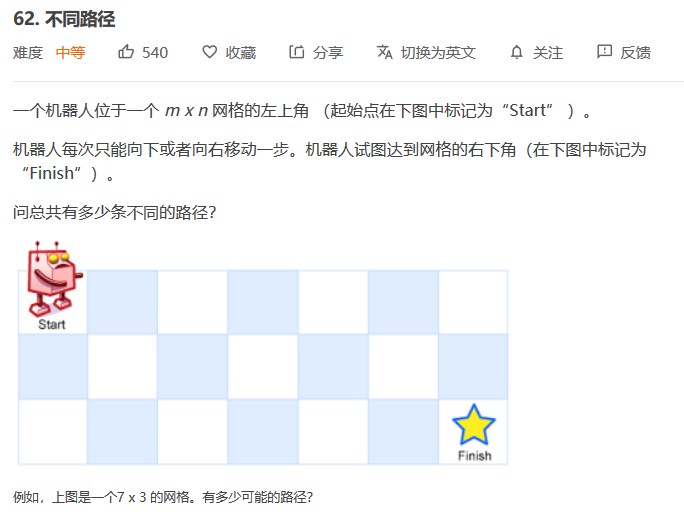 62. 不同路径
难度 中等 540 收藏 分享 切换为英文 关注 反馈
一个机器人位于一个 m x n 网格的左上角 （起始点在下图中标记为“Start” ）。
机器人每次只能向下或者向右移动一步。机器人试图达到网格的右下角（在下图中标记为
“Finish”）。
问总共有多少条不同的路径？
Start
Finish
例如，上图是一个7 x 3 的网格。有多少可能的路径？